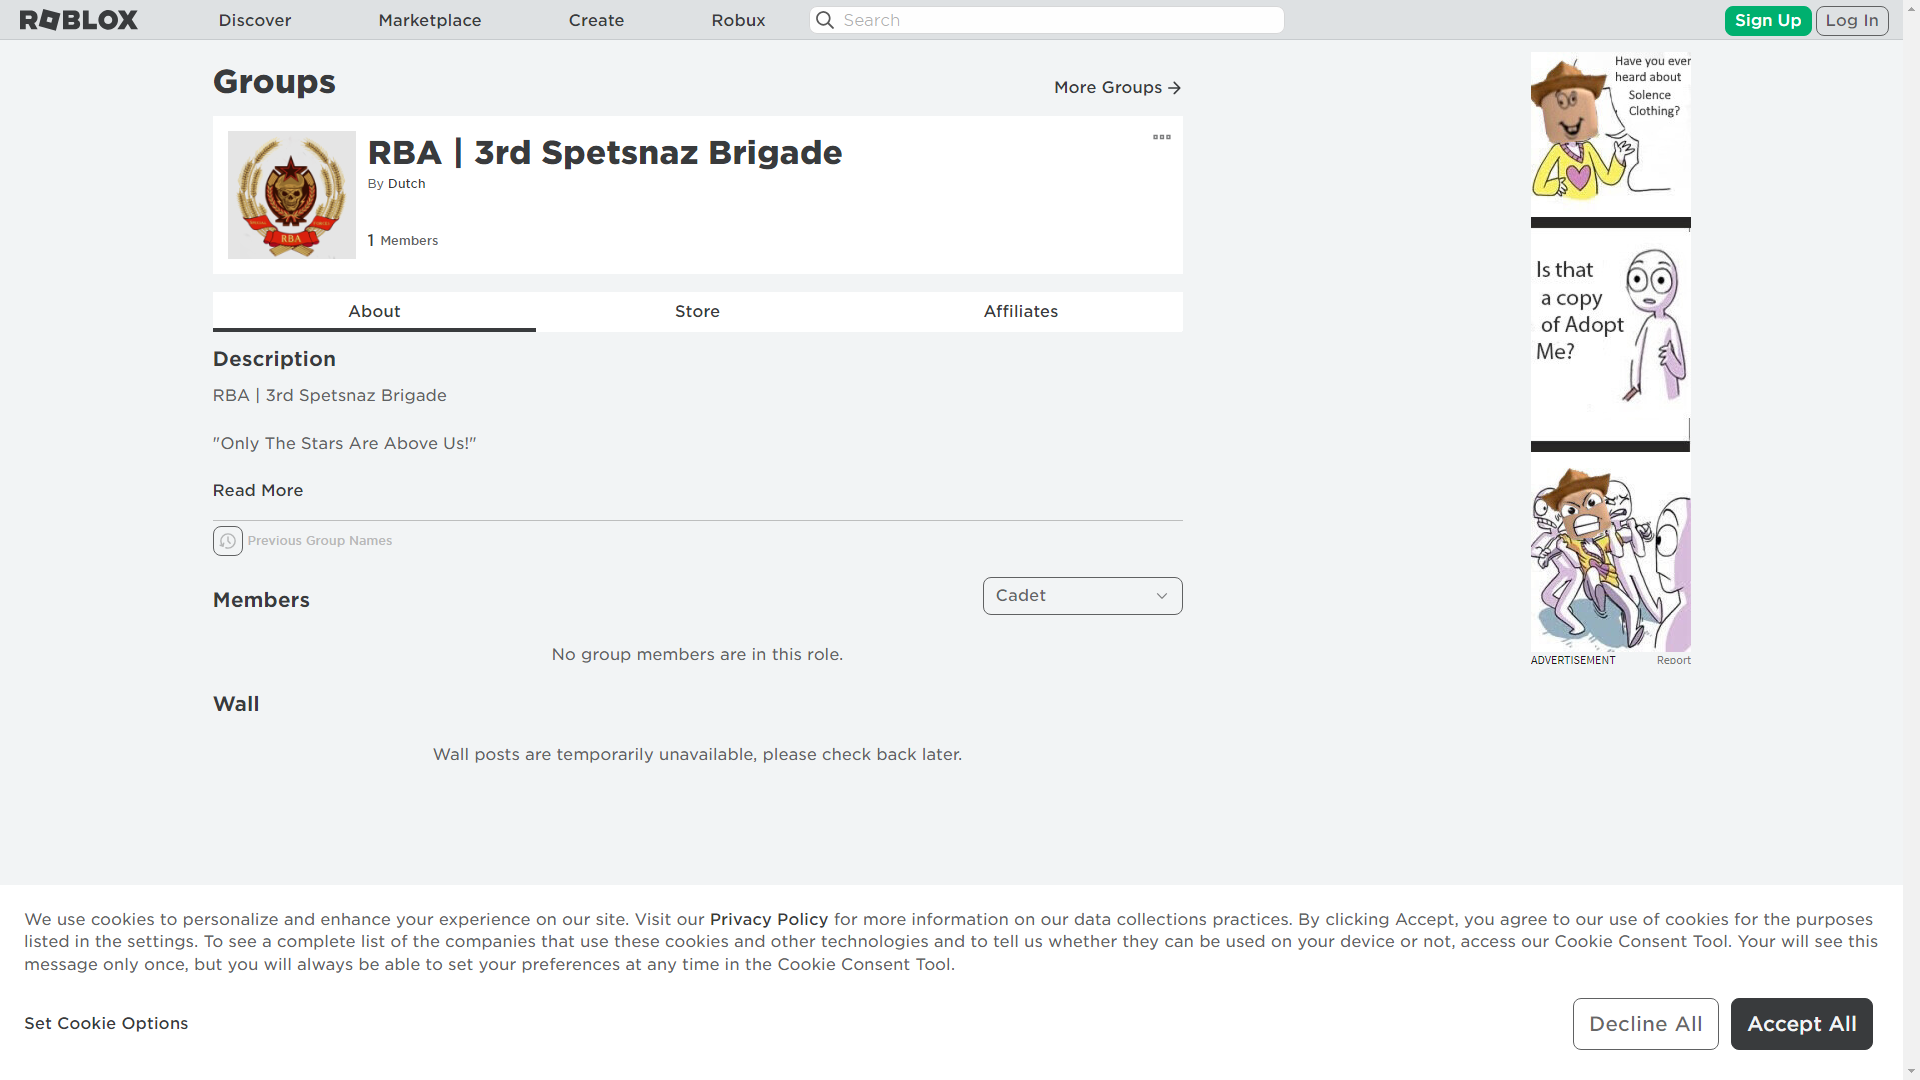 ROBLOX
Discover
Marketplace
Create
Robux
Search
Sign Up
Log In
Groups
More Groups
RBA | 3rd Spetsnaz Brigade
By Dutch
1 Members
RBA
About
Store
Affiliates
Description
RBA | 3rd Spetsnaz Brigade
"Only The Stars Are Above Us!"
Read More
Previous Group Names
Members
Cadet
No group members are in this role.
Wall
Wall posts are temporarily unavailable, please check back later.
Have you ever
heard about
Solence
Clothing?
Is that
a copy
of Adopt
Me?
ADVERTISEMENT
Report
We use cookies to personalize and enhance your experience on our site. Visit our Privacy Policy for more information on our data collections practices. By clicking Accept, you agree to our use of cookies for the purposes
listed in the settings. To see a complete list of the companies that use these cookies and other technologies and to tell us whether they can be used on your device or not, access our Cookie Consent Tool. Your will see this
message only once, but you will always be able to set your preferences at any time in the Cookie Consent Tool.
Set Cookie Options
Decline All
Accept All